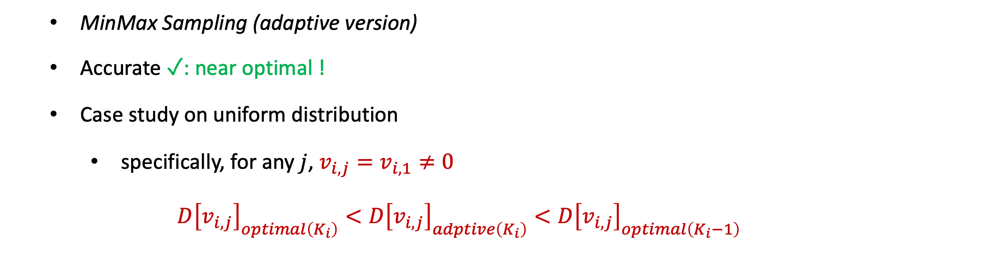 • MinMax Sampling (adaptive version)
• Accurate ✓: near optimal !
• Case study on uniform distribution
• specifically, for any j, v_{i,j} = v_{i,1} ≠ 0
D[v_{i,j}]_{optimal(K_i)} < D[v_{i,j}]_{adptive(K_i)} < D[v_{i,j}]_{optimal(K_i−1)}